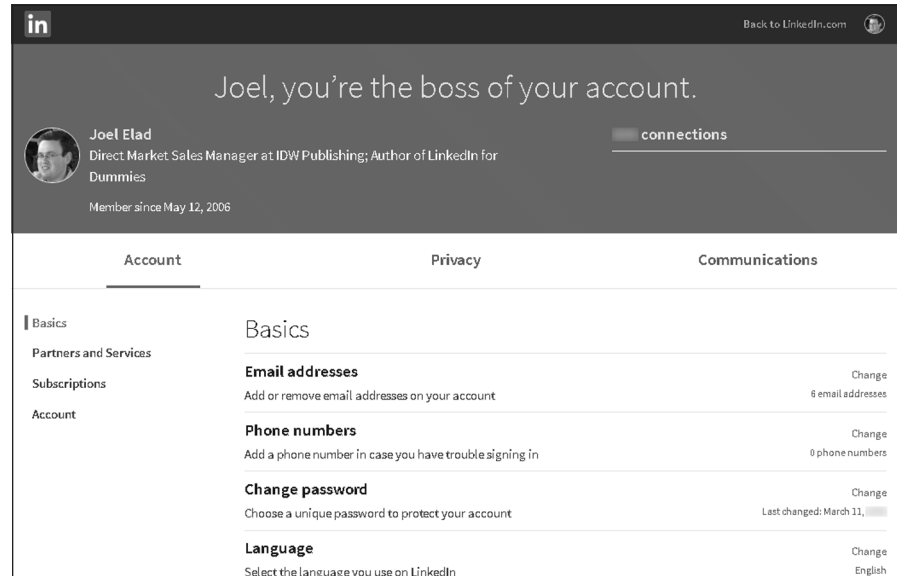 in
Back to LinkedIn.com
Joel, you're the boss of your account.
Joel Elad
Direct Market Sales Manager at IDW Publishing; Author of LinkedIn for
Dummies
Member since May 12, 2006
connections
Account
Privacy
Communications
Basics
Partners and Services
Subscriptions
Account
Basics
Email addresses
Change
Add or remove email addresses on your account
6 email addresses
Phone numbers
Change
Add a phone number in case you have trouble signing in
0 phone numbers
Change password
Change
Choose a unique password to protect your account
Last changed: March 11,
Language
Change
Select the language you use on LinkedIn
English